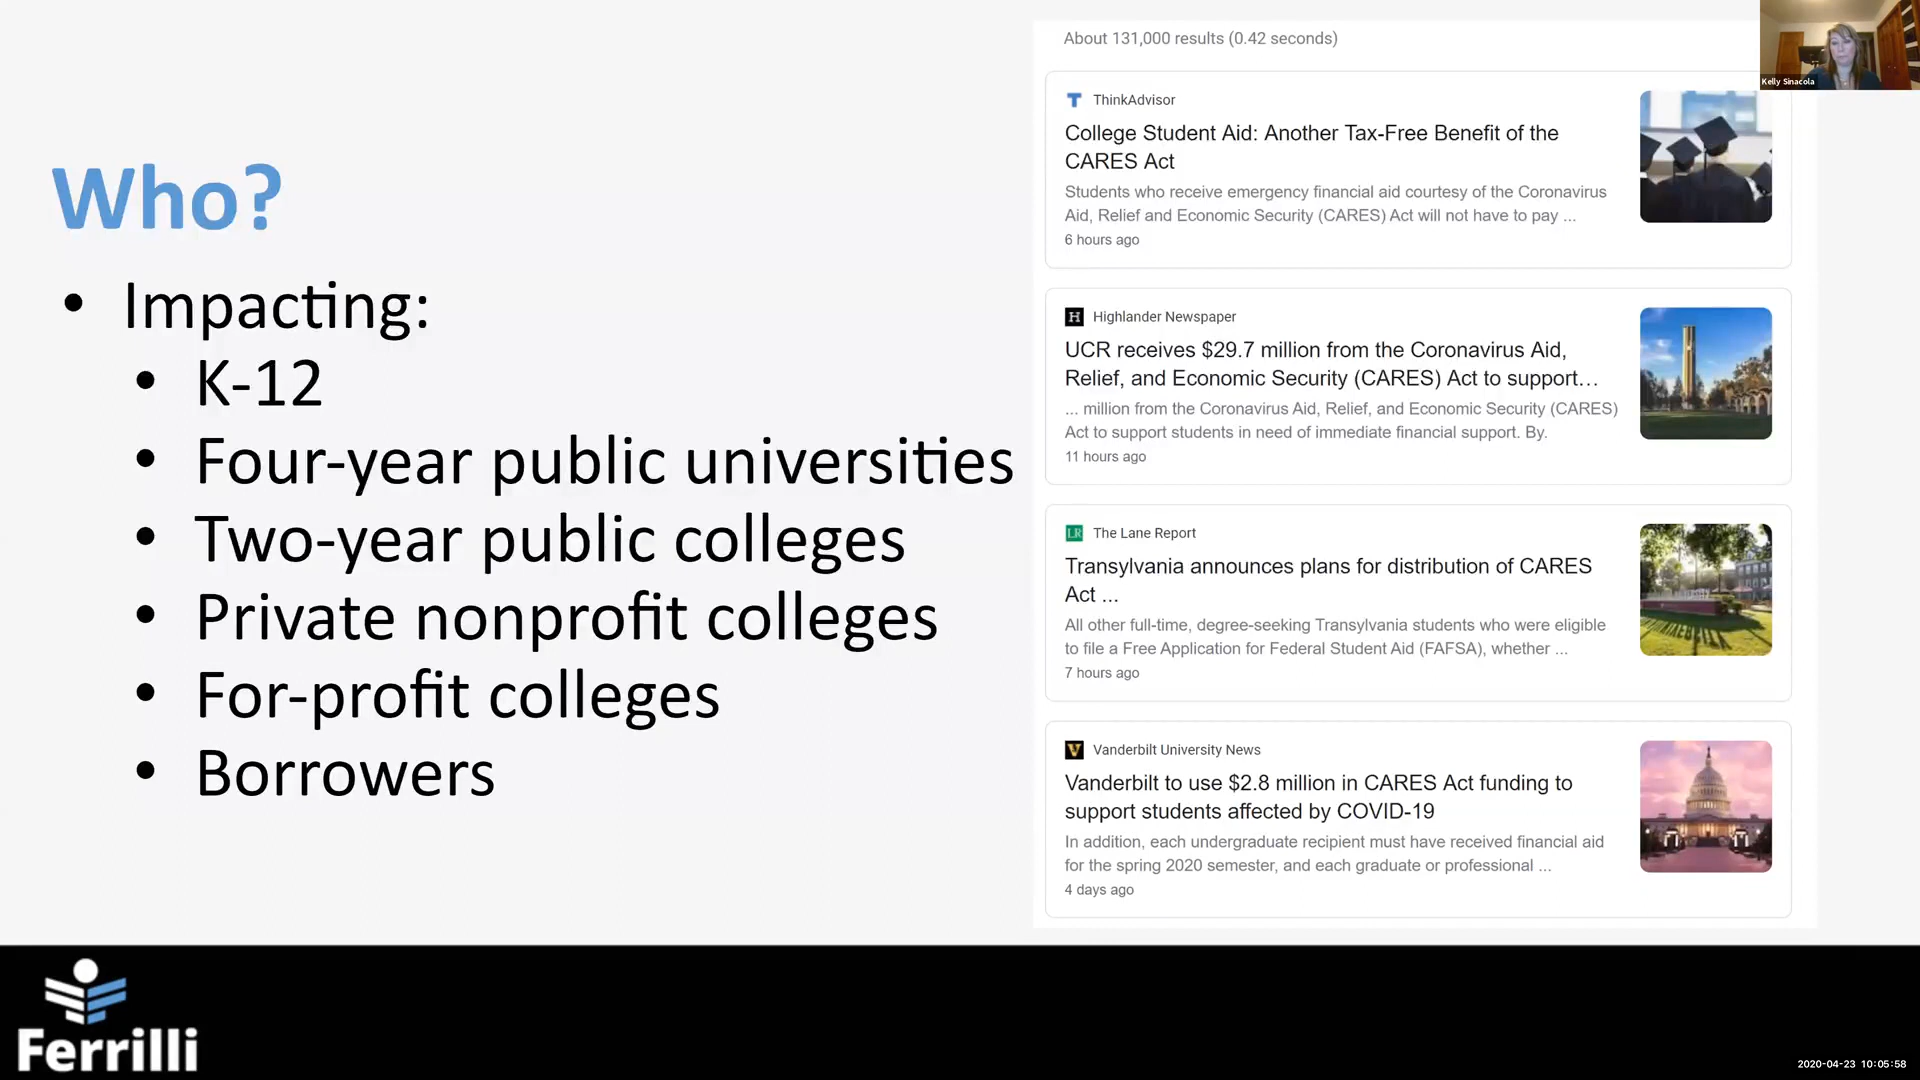 Who?
• Impacting:
• K-12
• Four-year public universities
• Two-year public colleges
• Private nonprofit colleges
• For-profit colleges
• Borrowers
About 131,000 results (0.42 seconds)
ThinkAdvisor
College Student Aid: Another Tax-Free Benefit of the
CARES Act
Students who receive emergency financial aid courtesy of the Coronavirus
Aid, Relief and Economic Security (CARES) Act will not have to pay ...
6 hours ago
H Highlander Newspaper
UCR receives $29.7 million from the Coronavirus Aid,
Relief, and Economic Security (CARES) Act to support…
... million from the Coronavirus Aid, Relief, and Economic Security (CARES)
Act to support students in need of immediate financial support. By.
11 hours ago
LR The Lane Report
Transylvania announces plans for distribution of CARES
Act ...
All other full-time, degree-seeking Transylvania students who were eligible
to file a Free Application for Federal Student Aid (FAFSA), whether ...
7 hours ago
V Vanderbilt University News
Vanderbilt to use $2.8 million in CARES Act funding to
support students affected by COVID-19
In addition, each undergraduate recipient must have received financial aid
for the spring 2020 semester, and each graduate or professional ...
4 days ago
Kelly Sinacola
Ferrilli
2020-04-23 10:05:58